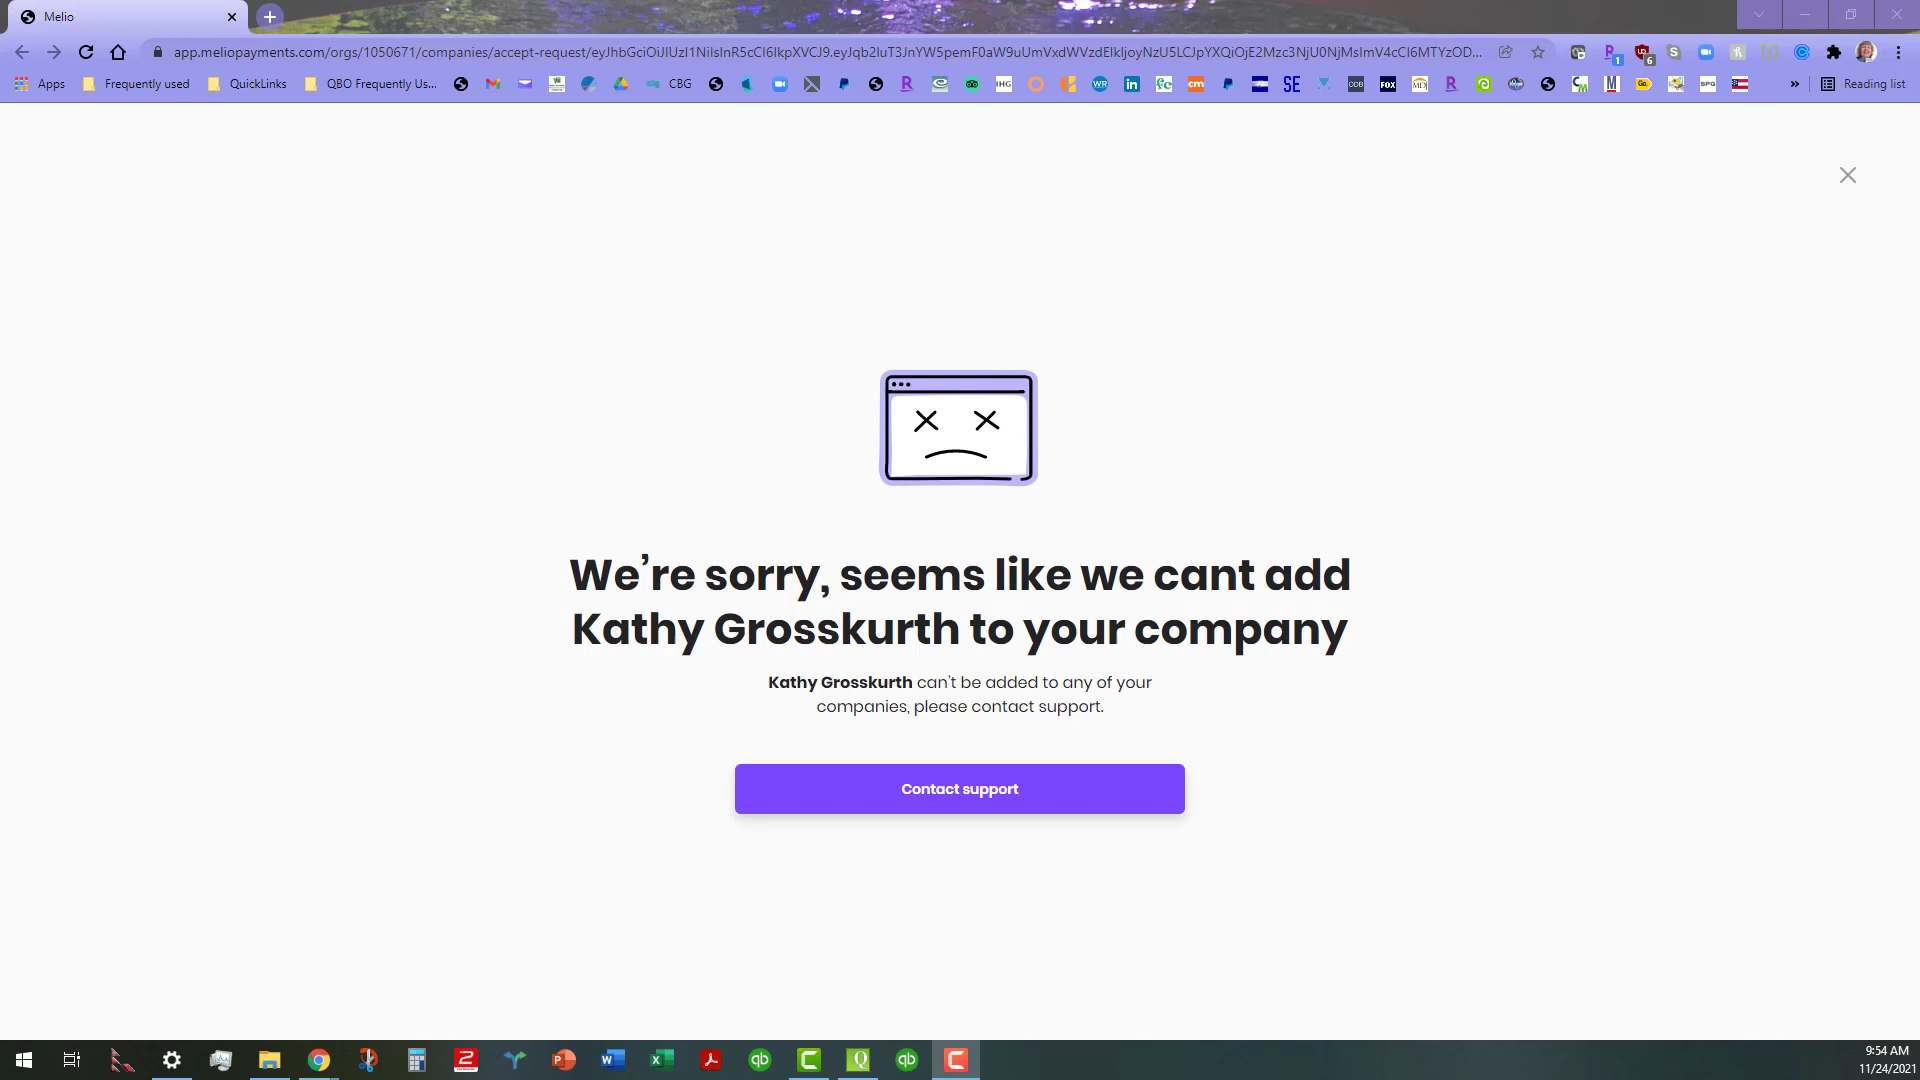 Melio
app.meliopayments.com/orgs/1050671/companies/accept-request/eyJhbGciOiJIUzI1NiIsInR5cCI6IkpXVCJ9.eyJqb2luT3JnYW5pemF0aW9uUmVxdWVzdElkIjoyNzU5LCJpYXQiOjE2Mzc3NjU0NjMsImV4cCI6MTYzOD...
Apps Frequently used QuickLinks QBO Frequently Us... CBG » Reading list
We’re sorry, seems like we cant add
Kathy Grosskurth to your company
Kathy Grosskurth can't be added to any of your
companies, please contact support.
Contact support
9:54 AM
11/24/2021